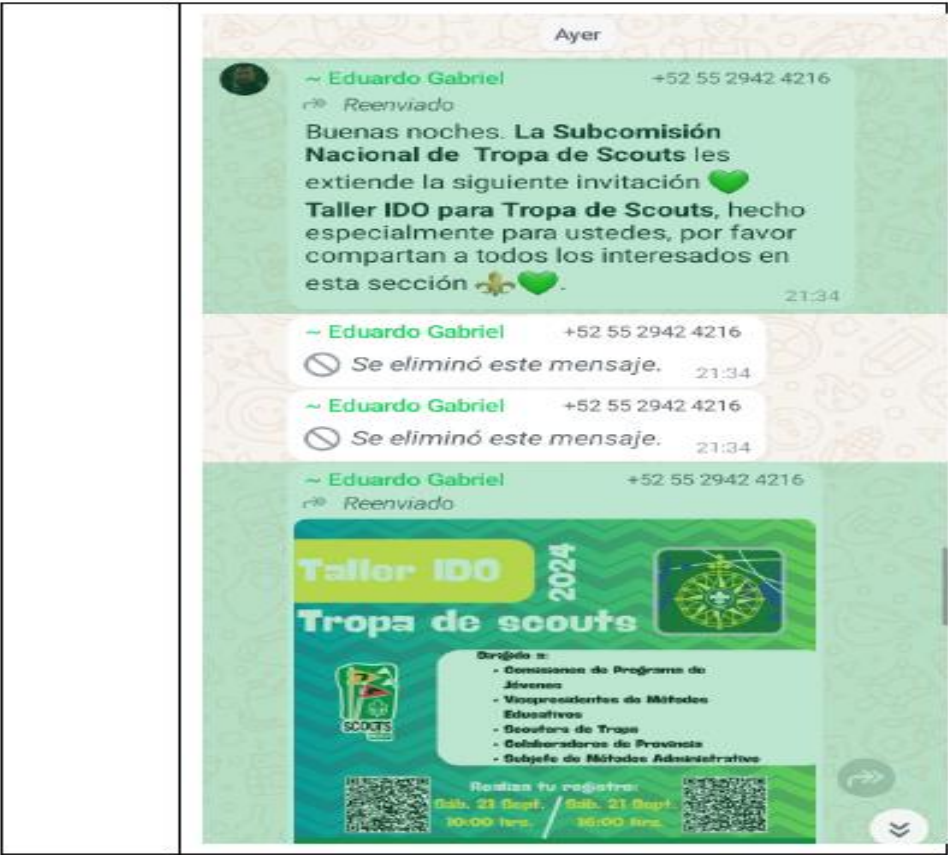 Ayer
~ Eduardo Gabriel +52 55 2942 4216
Reenviado
Buenas noches. La Subcomisión
Nacional de Tropa de Scouts les
extiende la siguiente invitación 💚
Taller IDO para Tropa de Scouts, hecho
especialmente para ustedes, por favor
compartan a todos los interesados en
esta sección ⚜️💚.
21:34
~ Eduardo Gabriel +52 55 2942 4216
Se eliminó este mensaje. 21:34
~ Eduardo Gabriel +52 55 2942 4216
Se eliminó este mensaje. 21:34
~ Eduardo Gabriel +52 55 2942 4216
Reenviado
Taller IDO 2024
Tropa de scouts
Dirigido a:
- de Programa de
Jóvenes
- Vicepresidentes de Métodos
Educativos
- Scouters de Tropa
- Colaboradores de Provincia
- Subjefe de Métodos Administrativo
SCOUTS
Realiza tu registro:
Sáb. 21 Sept. / Sáb. 21 Sept.
10:00 hrs. 16:00 hrs.